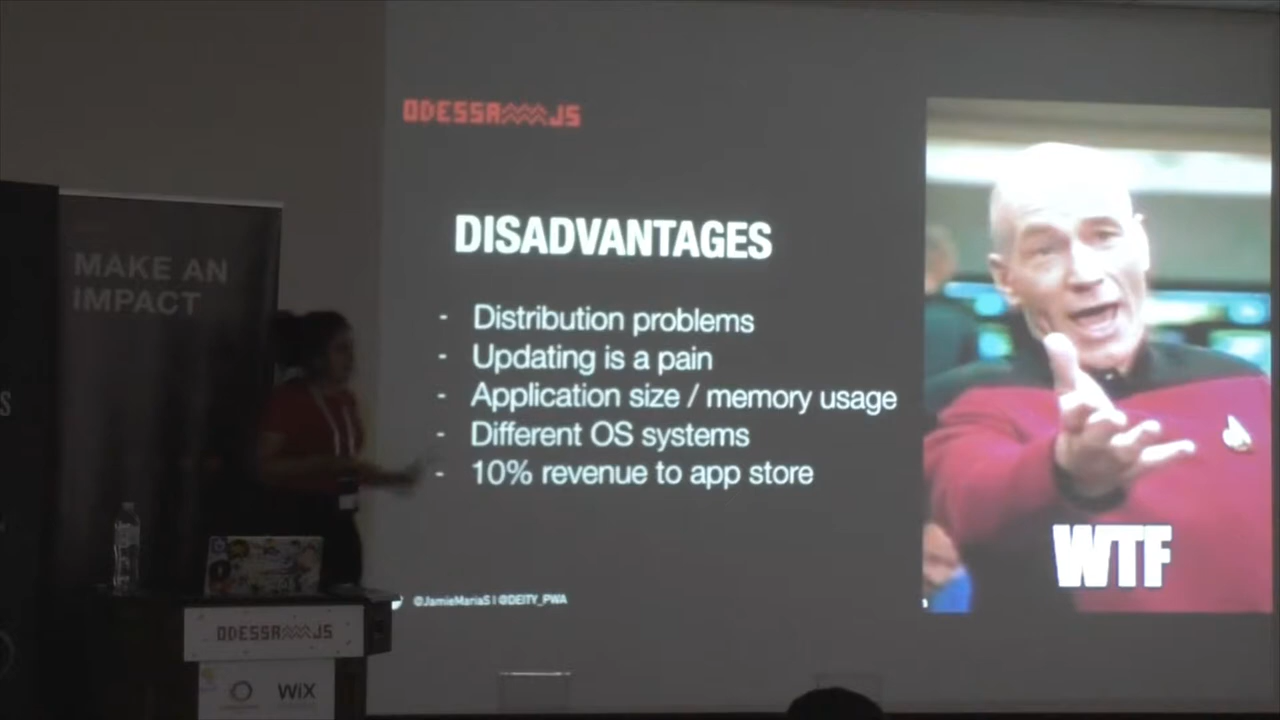 ODESSA JS
DISADVANTAGES
- Distribution problems
- Updating is a pain
- Application size / memory usage
- Different OS systems
- 10% revenue to app store
WTF
@JamieMariaS | @DEITY_PWA
MAKE AN
IMPACT
ODESSA JS
WiX